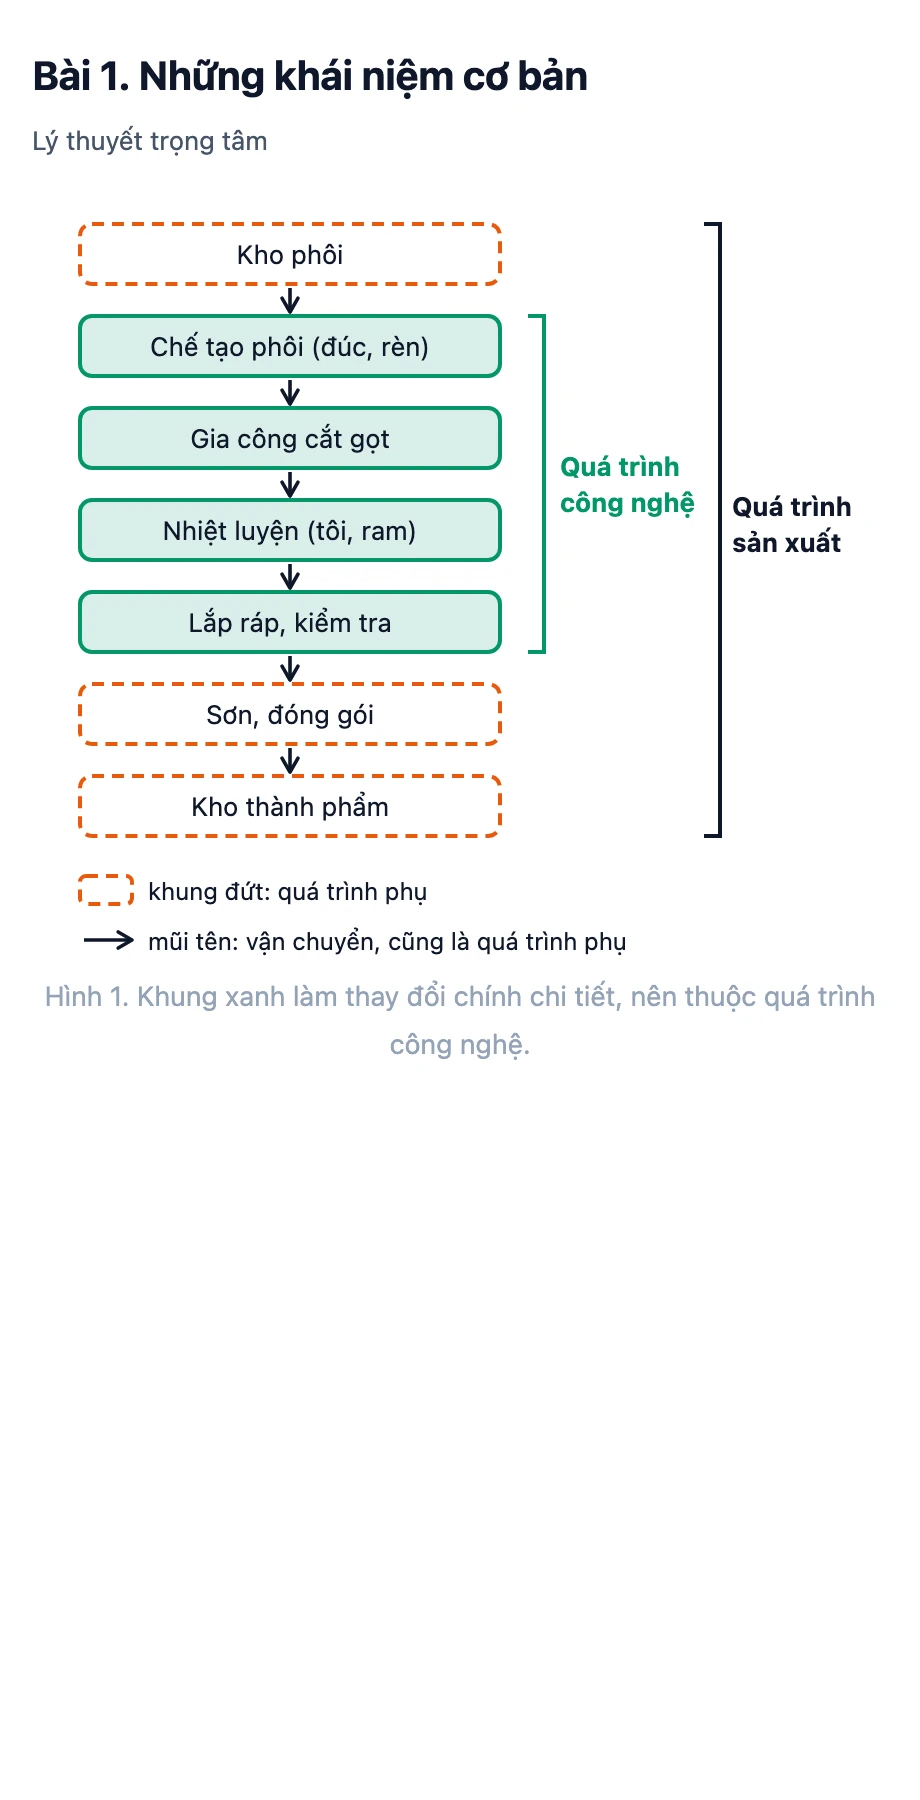 Bài 1. Những khái niệm cơ bản
Lý thuyết trọng tâm
Kho phôi
Chế tạo phôi (đúc, rèn)
Gia công cắt gọt
Nhiệt luyện (tôi, ram)
Lắp ráp, kiểm tra
Sơn, đóng gói
Kho thành phẩm
Quá trình
công nghệ
Quá trình
sản xuất
khung đứt: quá trình phụ
mũi tên: vận chuyển, cũng là quá trình phụ
Hình 1. Khung xanh làm thay đổi chính chi tiết, nên thuộc quá trình
công nghệ.